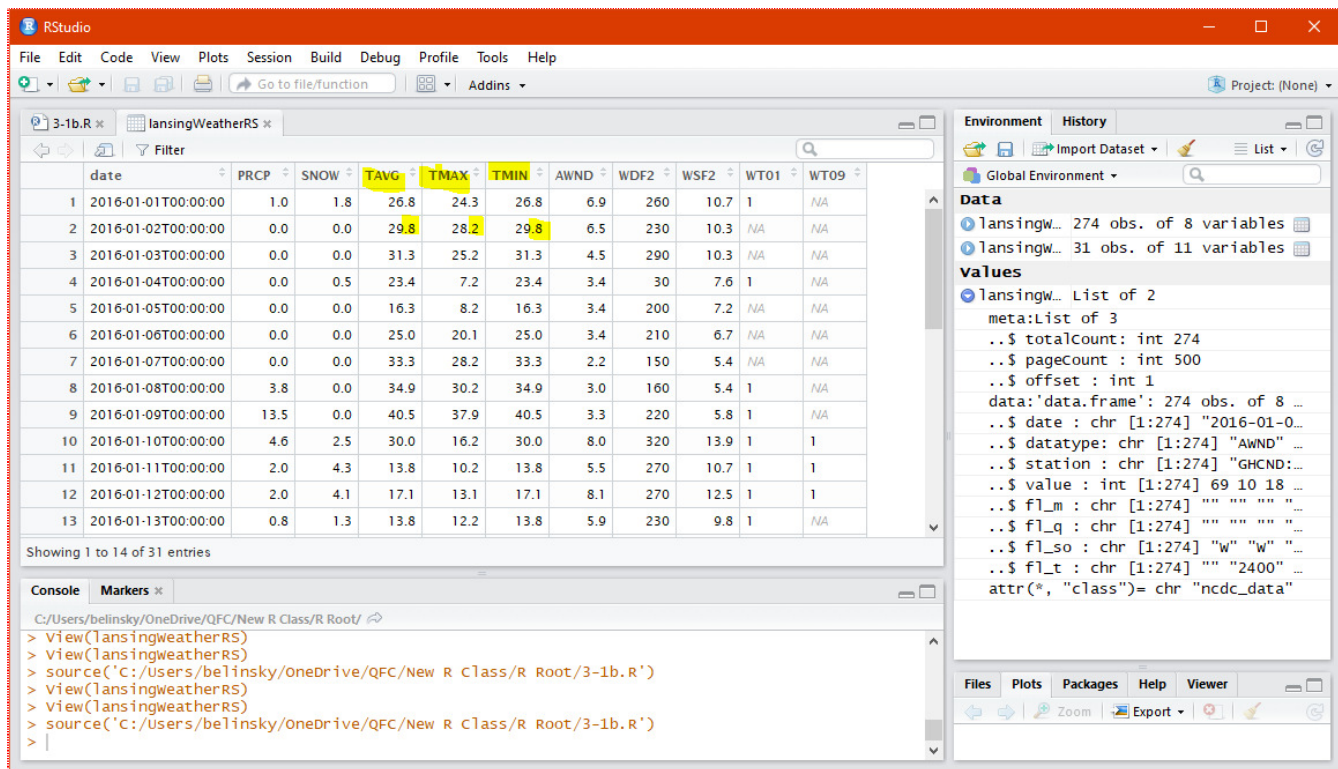 RStudio
File Edit Code View Plots Session Build Debug Profile Tools Help
Go to file/function Addins Project: (None)
3-1b.R lansingWeatherRS
Filter
date PRCP SNOW TAVG TMAX TMIN AWND WDF2 WSF2 WT01 WT09
1 2016-01-01T00:00:00 1.0 1.8 26.8 24.3 26.8 6.9 260 10.7 1 NA
2 2016-01-02T00:00:00 0.0 0.0 29.8 28.2 29.8 6.5 230 10.3 NA NA
3 2016-01-03T00:00:00 0.0 0.0 31.3 25.2 31.3 4.5 290 10.3 NA NA
4 2016-01-04T00:00:00 0.0 0.5 23.4 7.2 23.4 3.4 30 7.6 1 NA
5 2016-01-05T00:00:00 0.0 0.0 16.3 8.2 16.3 3.4 200 7.2 NA NA
6 2016-01-06T00:00:00 0.0 0.0 25.0 20.1 25.0 3.4 210 6.7 NA NA
7 2016-01-07T00:00:00 0.0 0.0 33.3 28.2 33.3 2.2 150 5.4 NA NA
8 2016-01-08T00:00:00 3.8 0.0 34.9 30.2 34.9 3.0 160 5.4 1 NA
9 2016-01-09T00:00:00 13.5 0.0 40.5 37.9 40.5 3.3 220 5.8 1 NA
10 2016-01-10T00:00:00 4.6 2.5 30.0 16.2 30.0 8.0 320 13.9 1 1
11 2016-01-11T00:00:00 2.0 4.3 13.8 10.2 13.8 5.5 270 10.7 1 1
12 2016-01-12T00:00:00 2.0 4.1 17.1 13.1 17.1 8.1 270 12.5 1 1
13 2016-01-13T00:00:00 0.8 1.3 13.8 12.2 13.8 5.9 230 9.8 1 NA
Showing 1 to 14 of 31 entries
Console Markers
C:/Users/belinsky/OneDrive/QFC/New R Class/R Root/
> View(lansingWeatherRS)
> View(lansingWeatherRS)
> source('C:/Users/belinsky/OneDrive/QFC/New R Class/R Root/3-1b.R')
> View(lansingWeatherRS)
> View(lansingWeatherRS)
> source('C:/Users/belinsky/OneDrive/QFC/New R Class/R Root/3-1b.R')
>
Environment History
Import Dataset List
Global Environment
Data
lansingW… 274 obs. of 8 variables
lansingW… 31 obs. of 11 variables
Values
lansingW… List of 2
meta:List of 3
..$ totalCount: int 274
..$ pageCount : int 500
..$ offset : int 1
data:'data.frame': 274 obs. of 8 …
..$ date : chr [1:274] "2016-01-0…
..$ datatype: chr [1:274] "AWND" …
..$ station : chr [1:274] "GHCND:…
..$ value : int [1:274] 69 10 18 …
..$ fl_m : chr [1:274] "" "" "" "…
..$ fl_q : chr [1:274] "" "" "" "…
..$ fl_so : chr [1:274] "W" "W" "…
..$ fl_t : chr [1:274] "" "2400" …
attr(*, "class")= chr "ncdc_data"
Files Plots Packages Help Viewer
Zoom Export